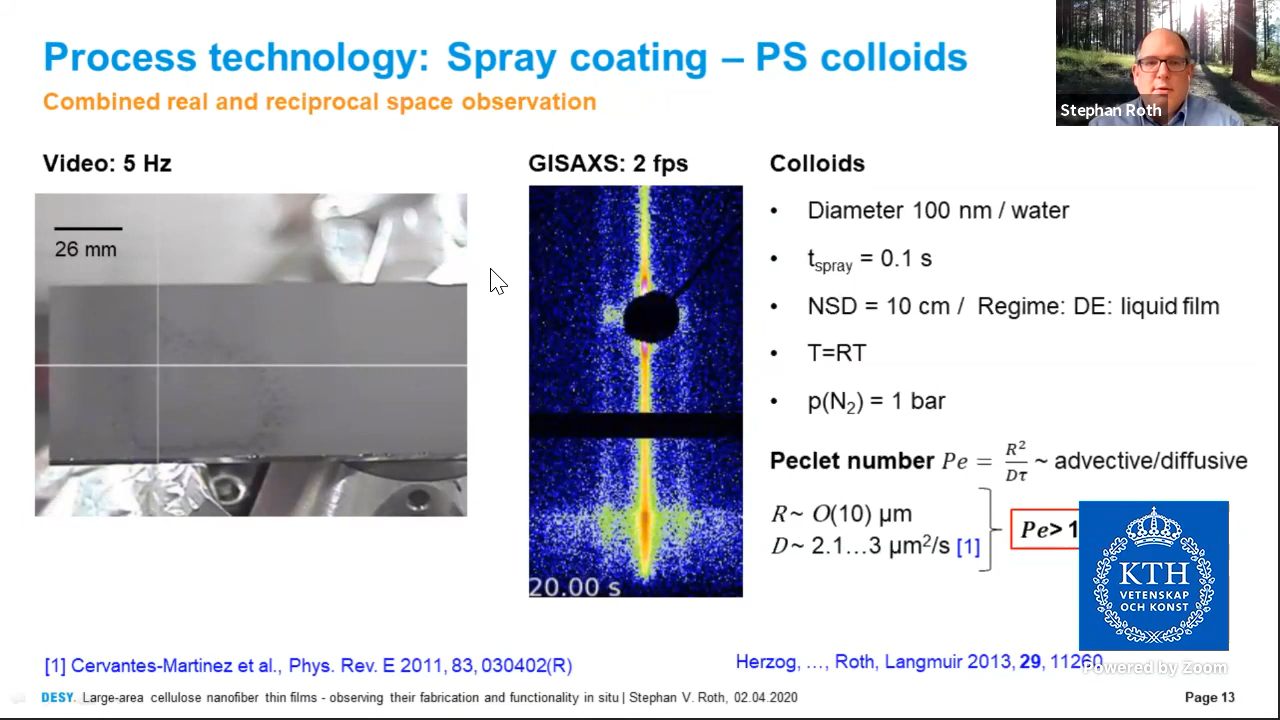 Process technology: Spray coating – PS colloids
Combined real and reciprocal space observation
Stephan Roth
Video: 5 Hz
26 mm
GISAXS: 2 fps
20.00 s
Colloids
• Diameter 100 nm / water
• t_spray = 0.1 s
• NSD = 10 cm / Regime: DE: liquid film
• T=RT
• p(N₂) = 1 bar
Peclet number Pe = R²/Dτ ~ advective/diffusive
R~ O(10) µm
D~ 2.1…3 µm²/s [1]
Pe> 1
KTH
VETENSKAP
OCH KONST
[1] Cervantes-Martinez et al., Phys. Rev. E 2011, 83, 030402(R)
Herzog, …, Roth, Langmuir 2013, 29, 11260
Powered by Zoom
DESY. Large-area cellulose nanofiber thin films - observing their fabrication and functionality in situ | Stephan V. Roth, 02.04.2020
Page 13